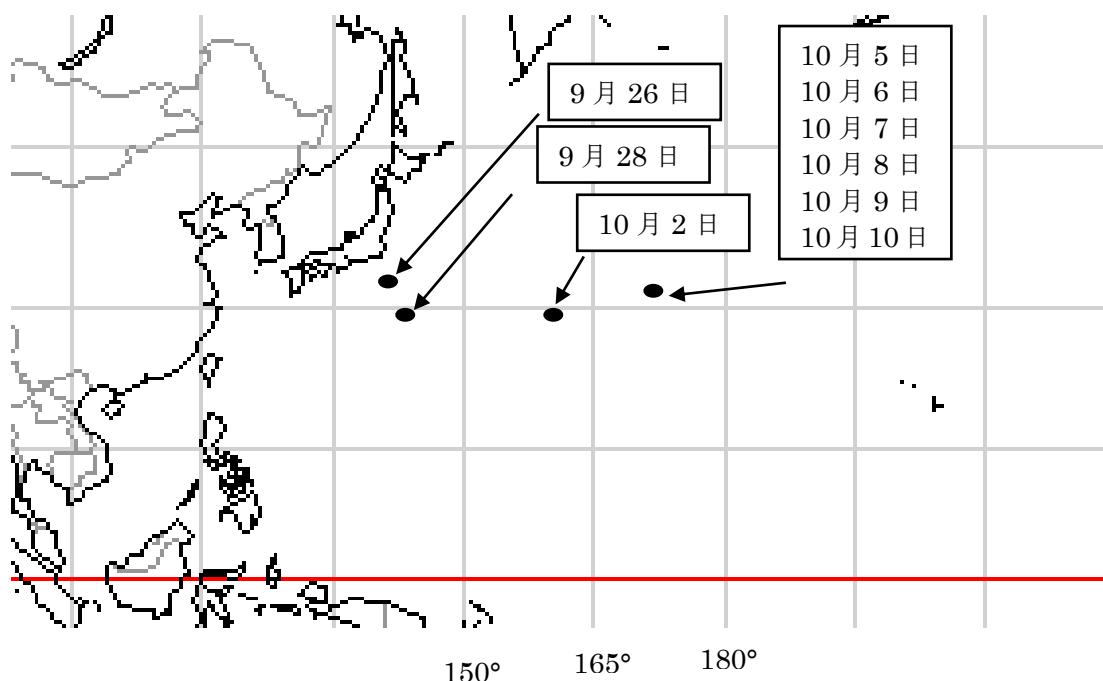 9 月 26 日
9 月 28 日
10 月 2 日
10 月 5 日
10 月 6 日
10 月 7 日
10 月 8 日
10 月 9 日
10 月 10 日
150°
165°
180°